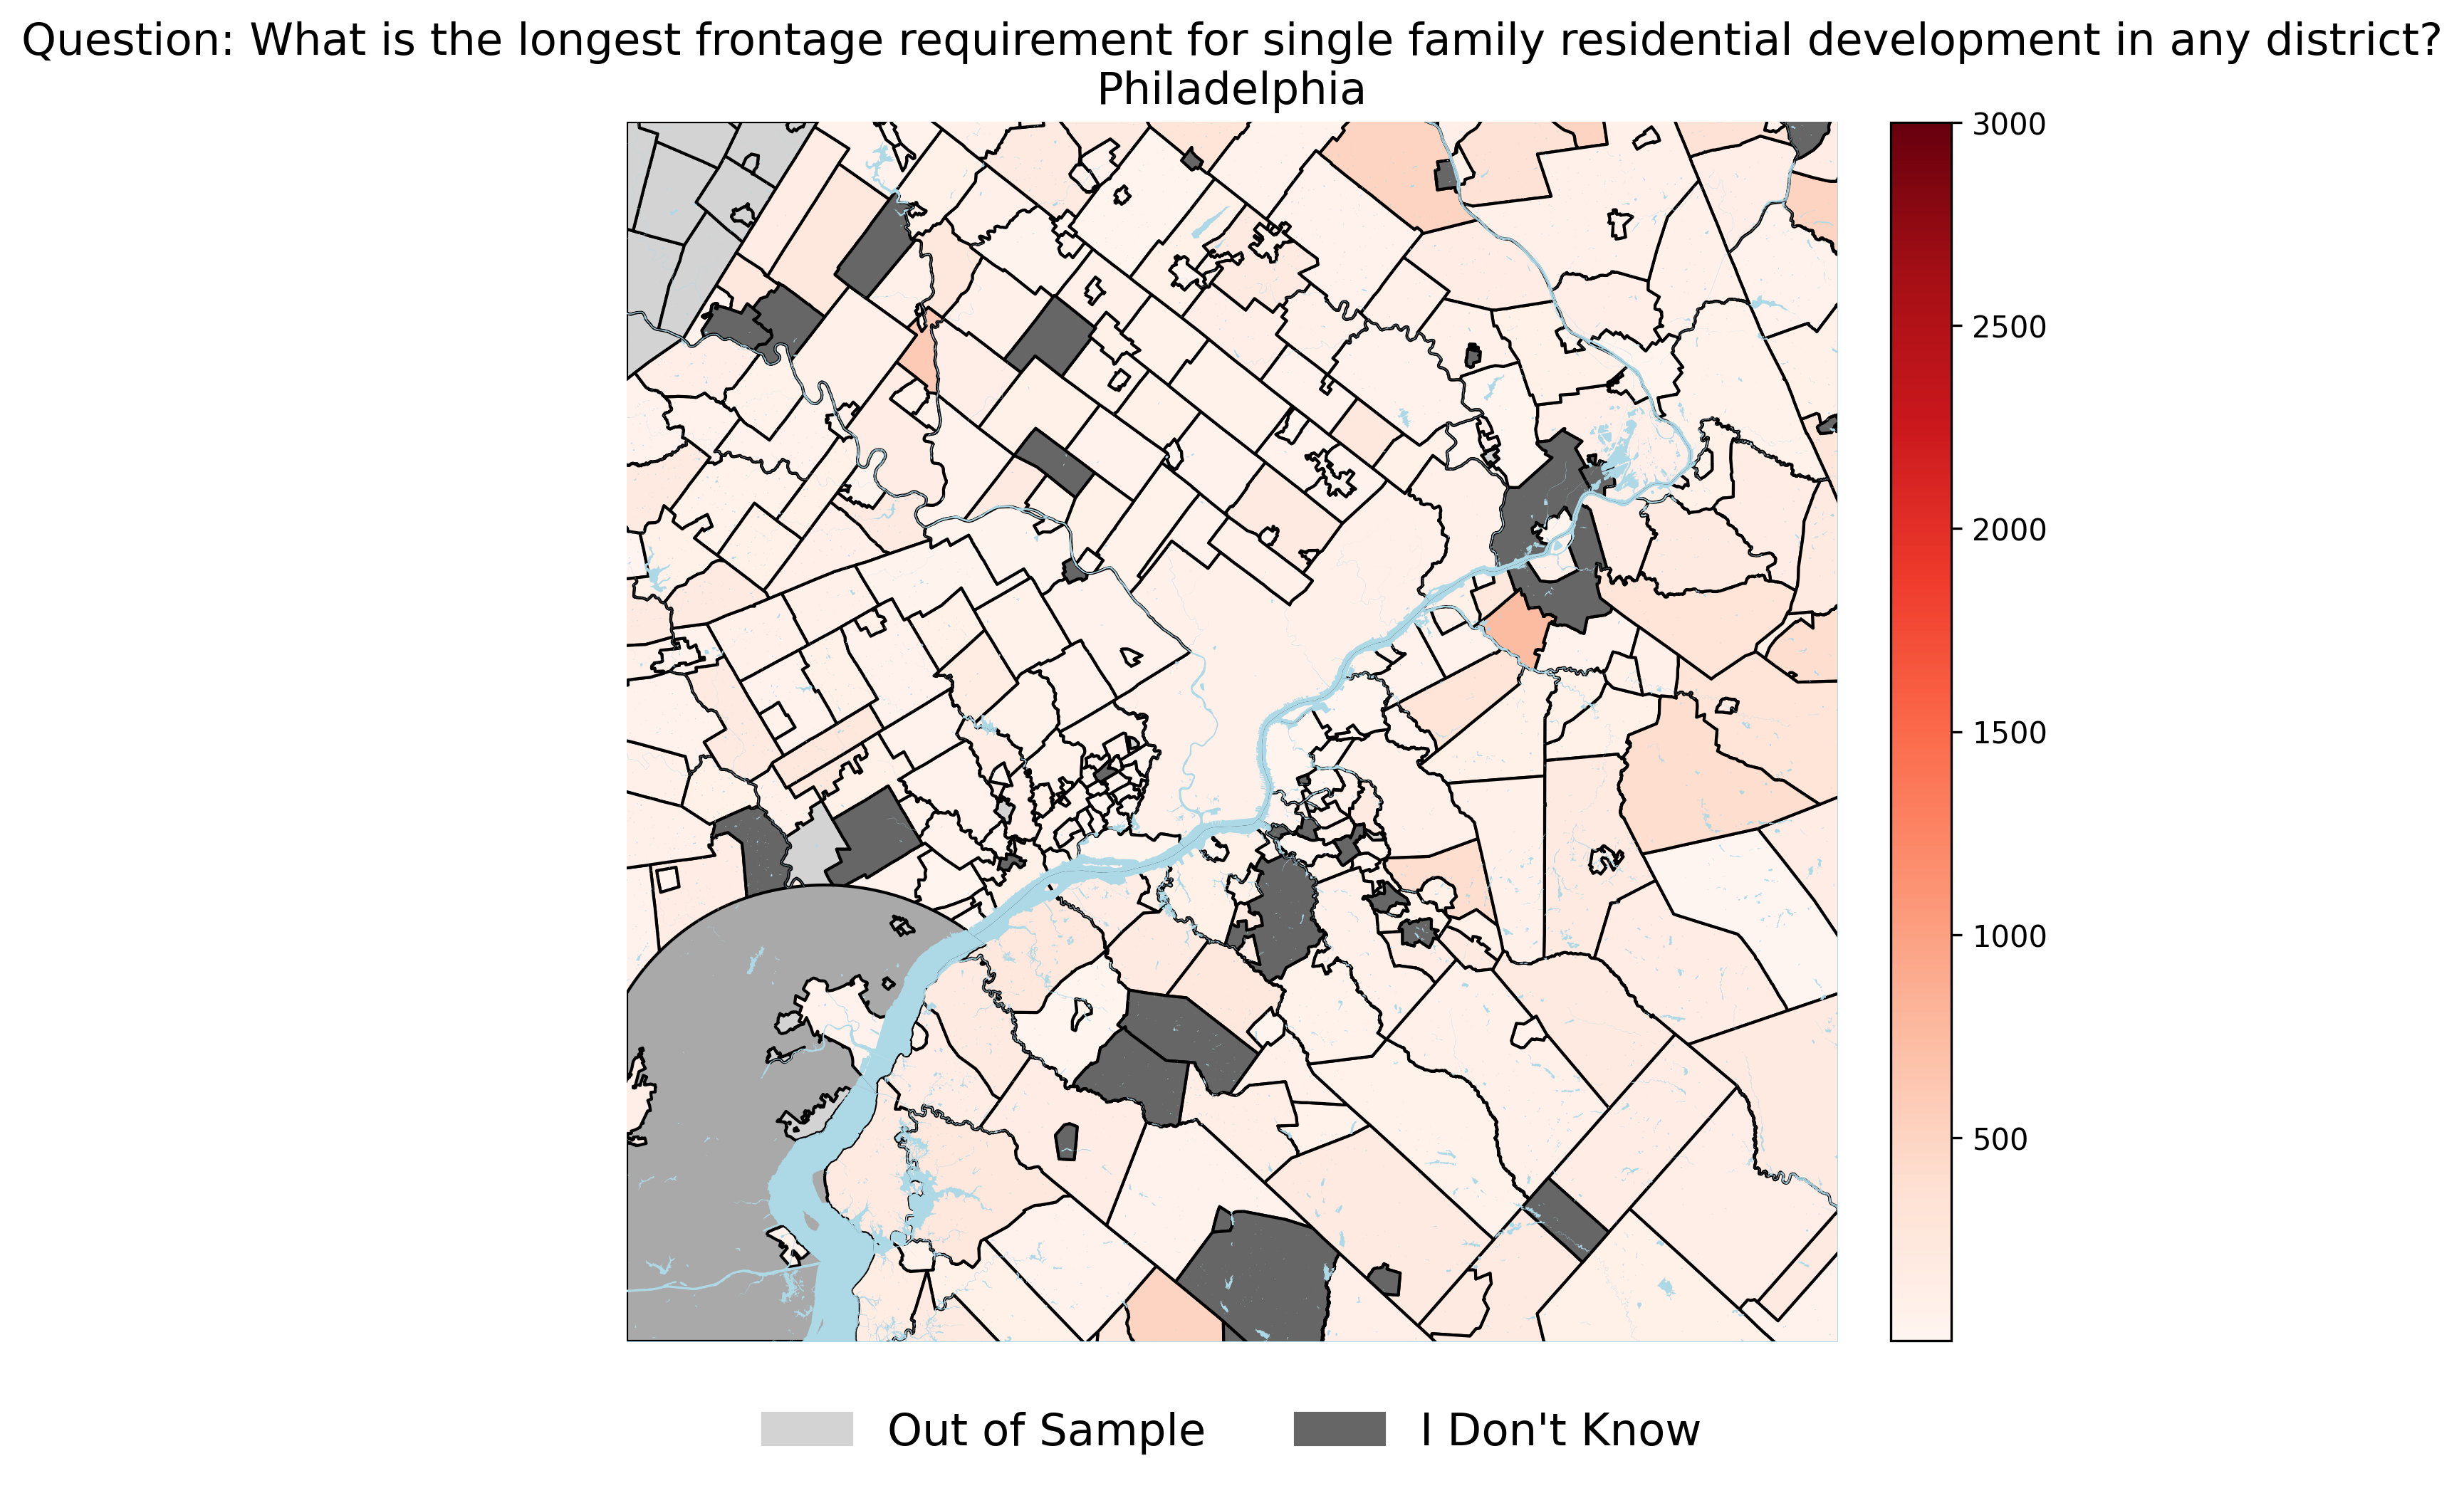 Question: What is the longest frontage requirement for single family residential development in any district?
Philadelphia
3000
2500
2000
1500
1000
500
Out of Sample
I Don't Know